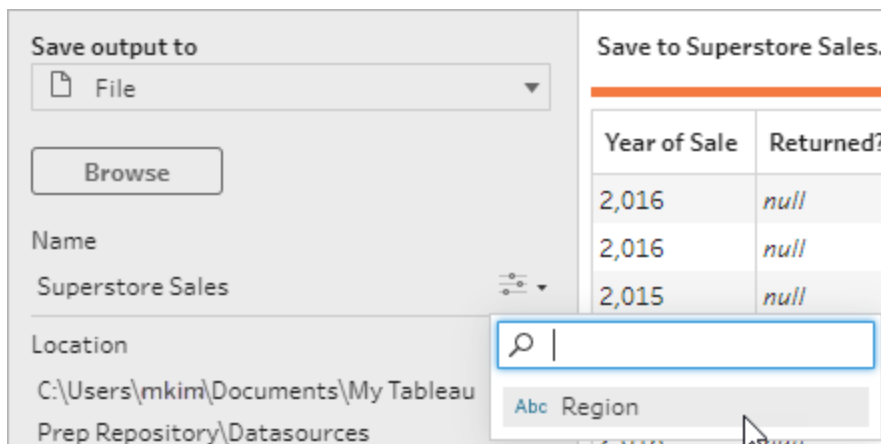 Save output to
File
Browse
Name
Superstore Sales
Location
C:\Users\mkim\Documents\My Tableau
Prep Repository\Datasources
Save to Superstore Sales.
Year of Sale Returned?
2,016 null
2,016 null
2,015 null
Abc Region